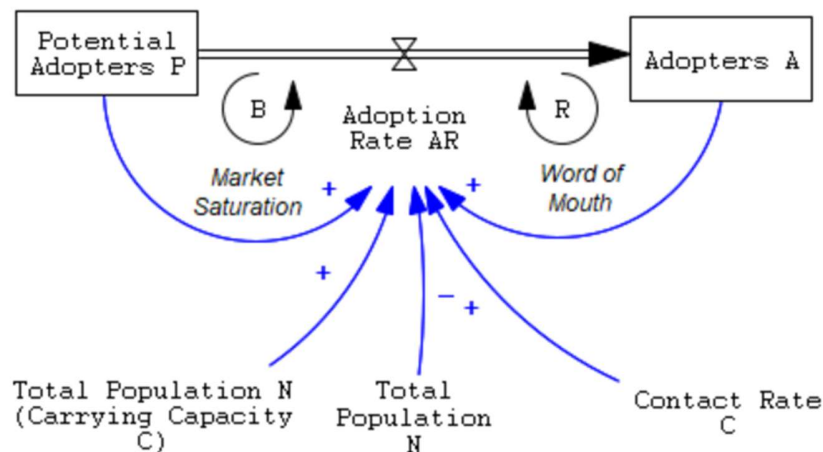 Potential
Adopters P
Adopters A
B
R
Adoption
Rate AR
Market
Saturation
Word of
Mouth
+
+
+
–
+
Total Population N
(Carrying Capacity
C)
Total
Population
N
Contact Rate
C